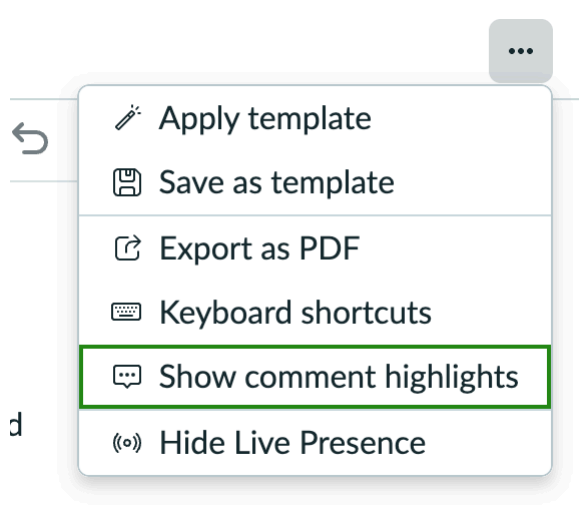 Apply template
Save as template
Export as PDF
Keyboard shortcuts
Show comment highlights
d
Hide Live Presence